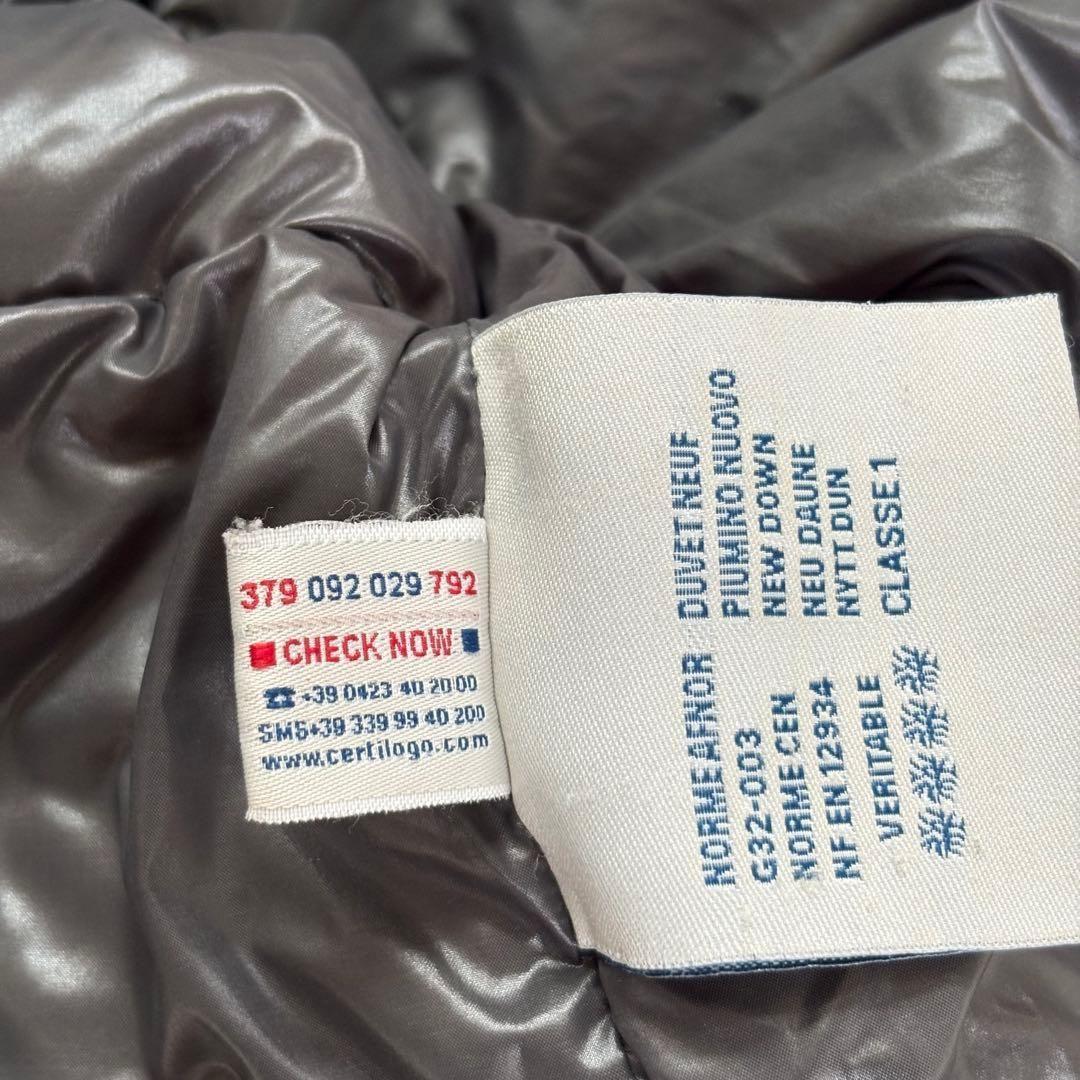 379 092 029 792
CHECK NOW
☎ +39 0423 40 20 00
SMS+39 339 99 40 200
www.certilogo.com
NORME AFNOR DUVET NEUF
G32-003 PIUMINO NUOVO
NORME CEN NEW DOWN
NF.EN.12934 NEU DAUNE
NYTT DUN
VERITABLE CLASSE 1